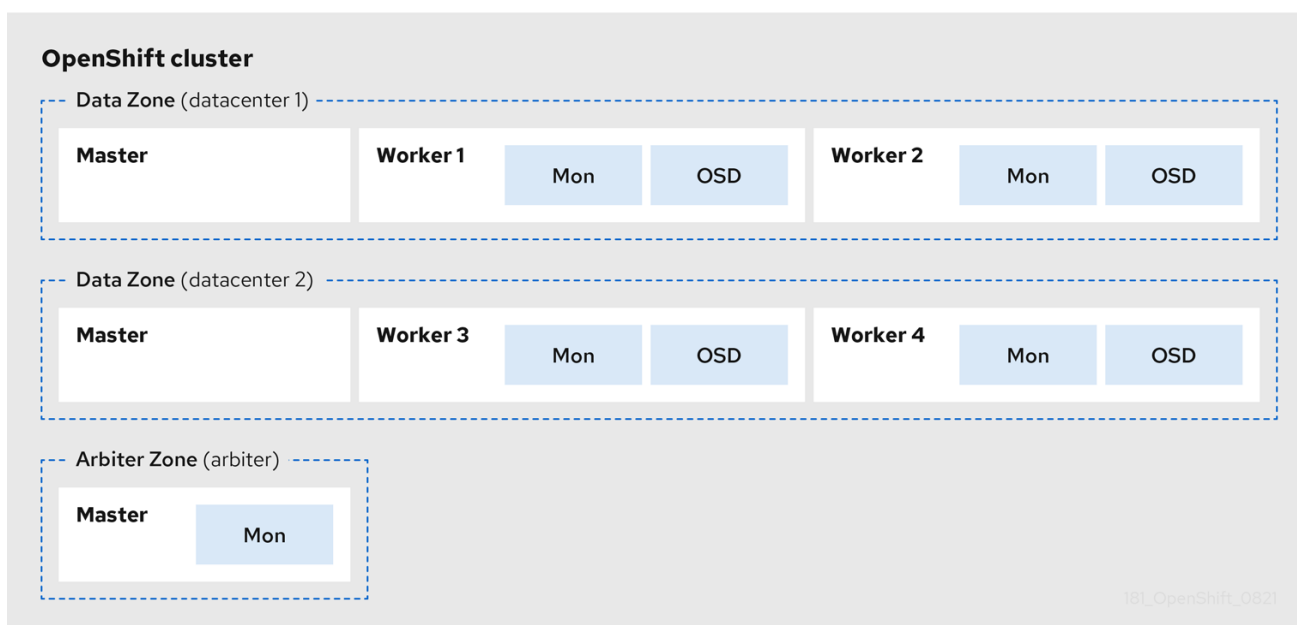 OpenShift cluster
Data Zone (datacenter 1)
Master
Worker 1
Mon
OSD
Worker 2
Mon
OSD
Data Zone (datacenter 2)
Master
Worker 3
Mon
OSD
Worker 4
Mon
OSD
Arbiter Zone (arbiter)
Master
Mon
181_OpenShift_0821